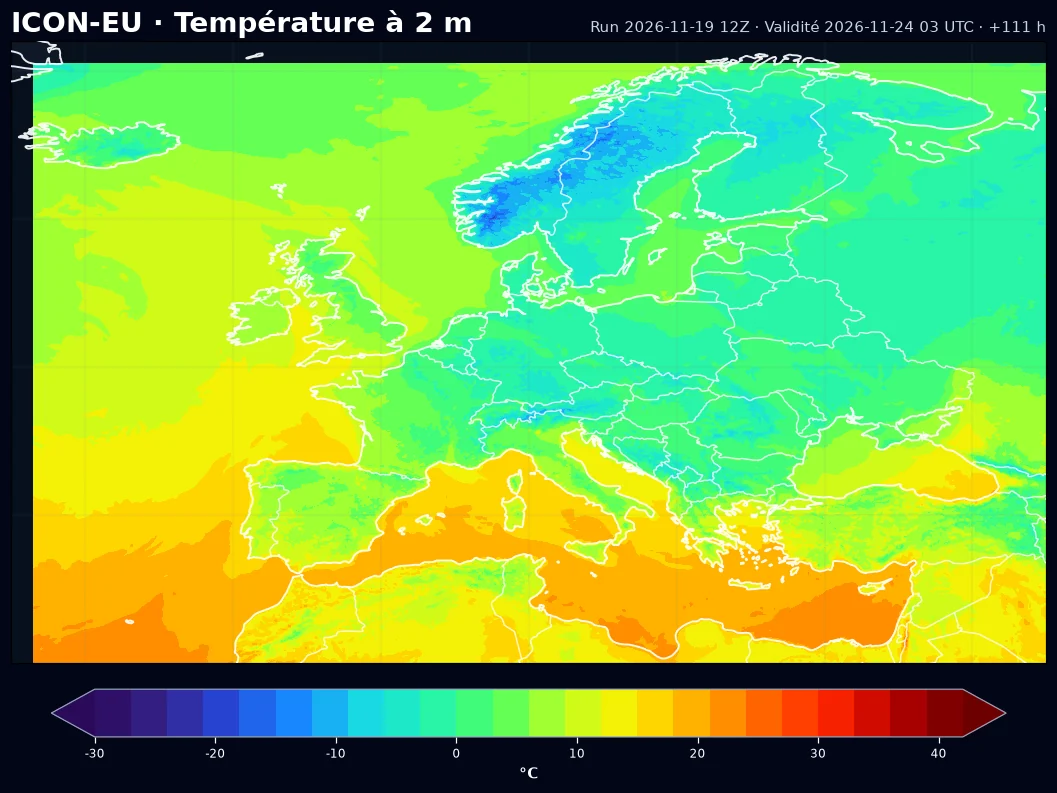 ICON-EU · Température à 2 m
Run 2026-11-19 12Z · Validité 2026-11-24 03 UTC · +111 h
-30 -20 -10 0 10 20 30 40
°C